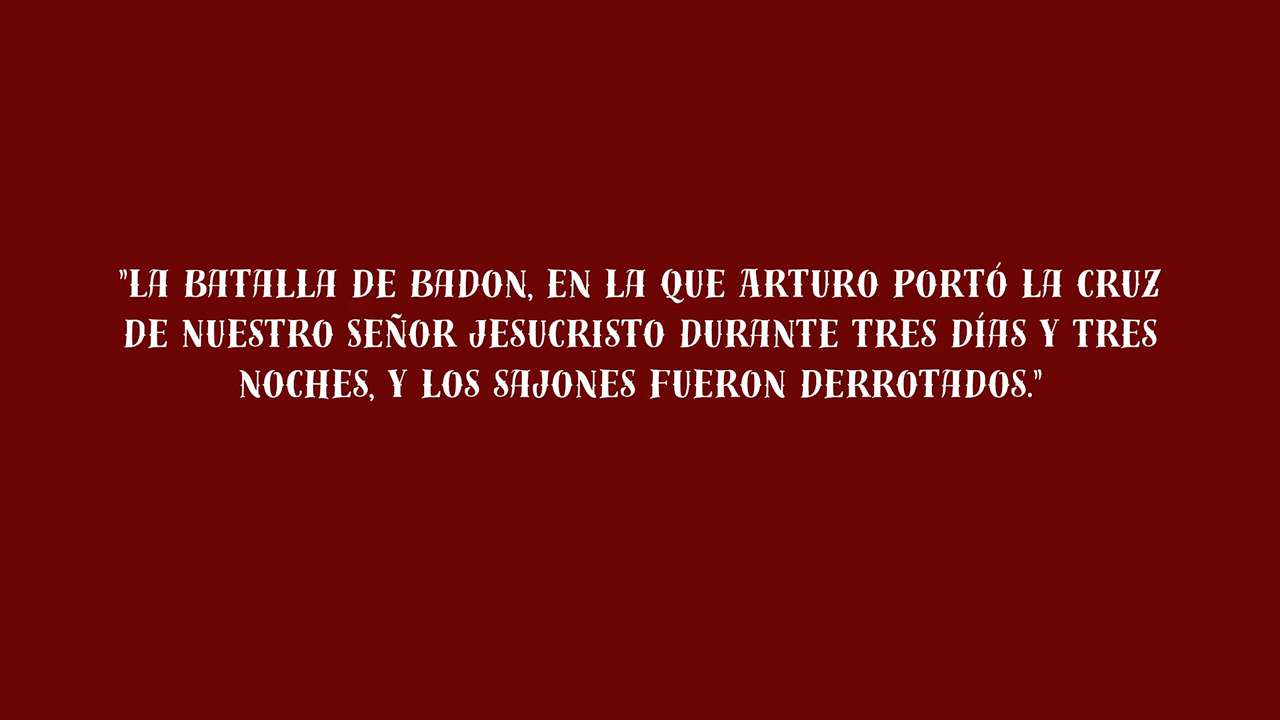 "LA BATALLA DE BADON, EN LA QUE ARTURO PORTÓ LA CRUZ
DE NUESTRO SEÑOR JESUCRISTO DURANTE TRES DÍAS Y TRES
NOCHES, Y LOS SAJONES FUERON DERROTADOS."